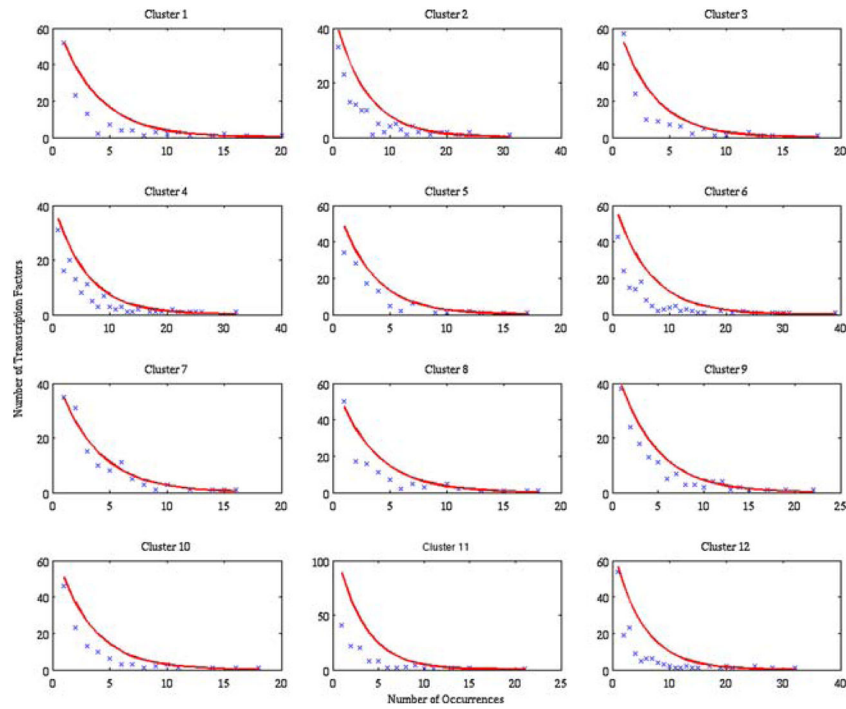 Cluster 1
Cluster 2
Cluster 3
60
40
20
0
0 5 10 15 20
40
20
0
0 10 20 30 40
60
40
20
0
0 5 10 15 20
Cluster 4
Cluster 5
Cluster 6
40
20
0
0 10 20 30 40
60
40
20
0
0 5 10 15 20
60
40
20
0
0 10 20 30 40
Number of Transcription Factors
Cluster 7
Cluster 8
Cluster 9
40
20
0
0 5 10 15 20
60
40
20
0
0 5 10 15 20
40
20
0
0 5 10 15 20 25
Cluster 10
Cluster 11
Cluster 12
60
40
20
0
0 5 10 15 20
100
50
0
0 5 10 15 20 25
60
40
20
0
0 10 20 30 40
Number of Occurrences